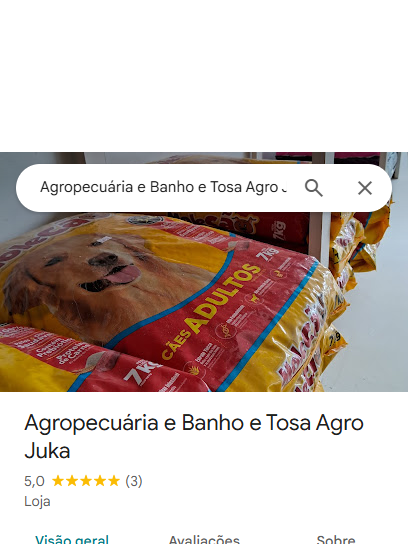 Agropecuária e Banho e Tosa Agro J
7kg
CÃES ADULTOS
7kg
Agropecuária e Banho e Tosa Agro
Juka
5,0 (3)
Loja
Visão geral Avaliações Sobre